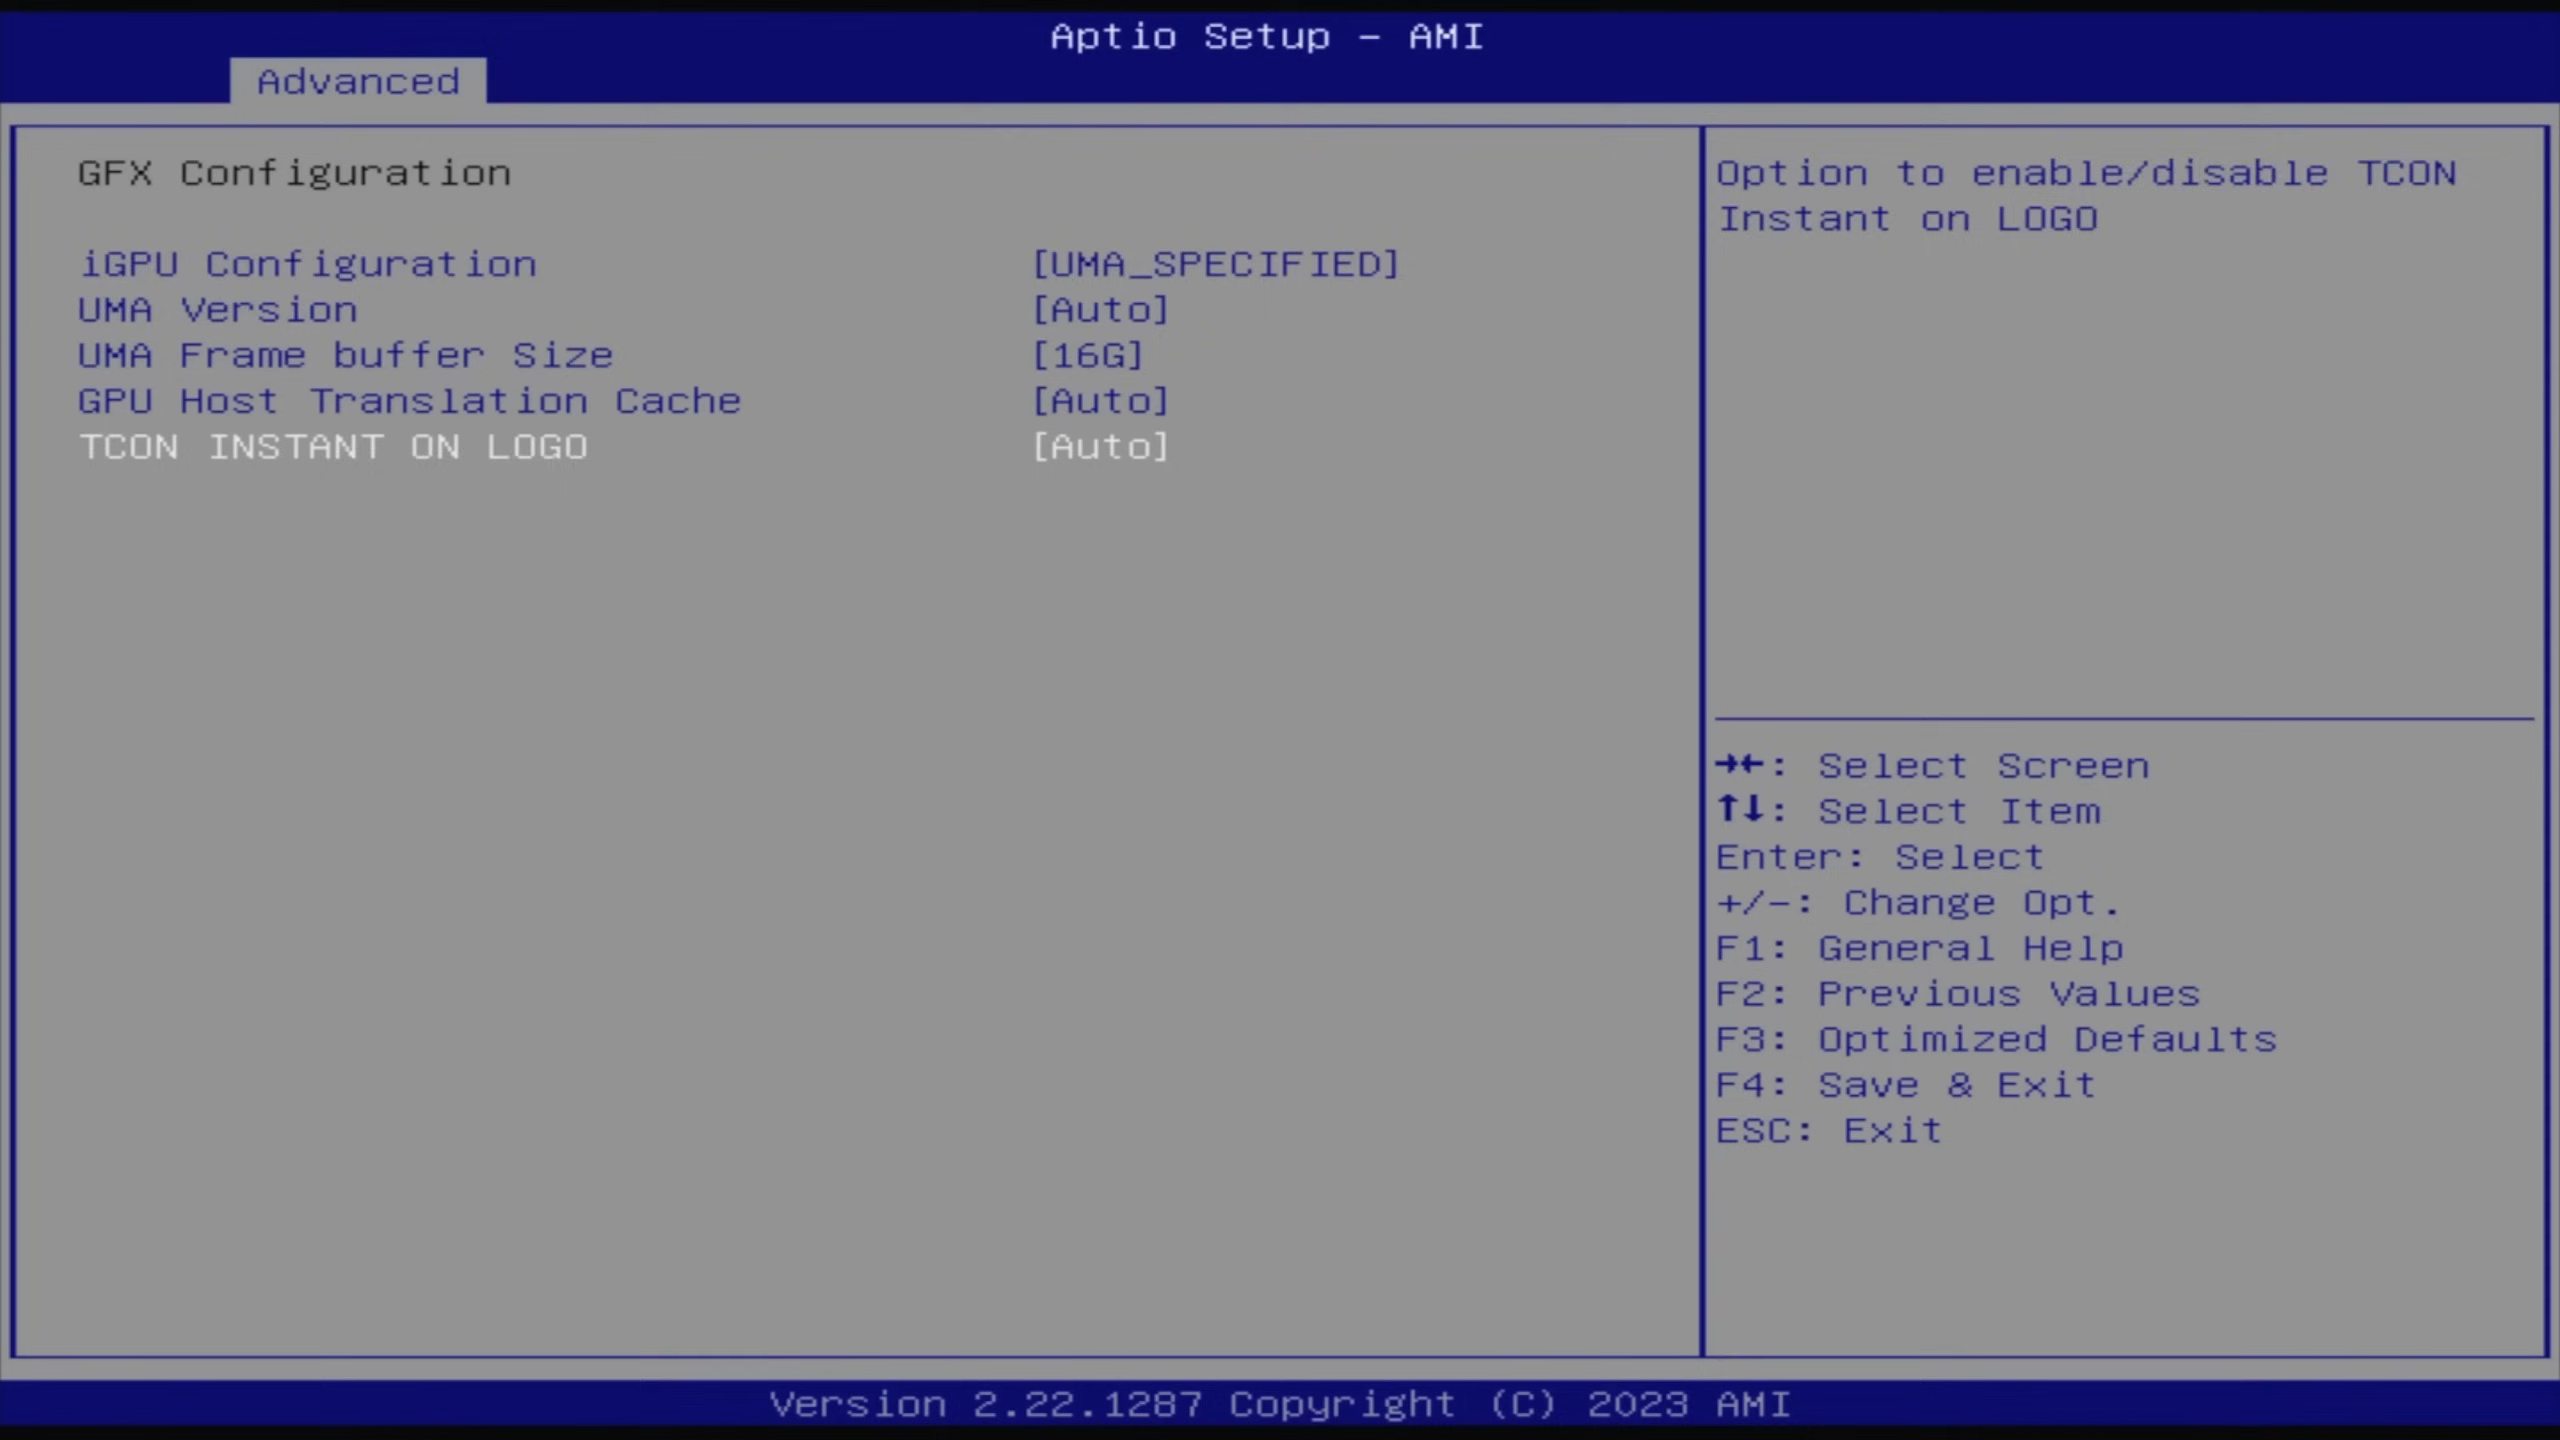 Aptio Setup - AMI
Advanced
GFX Configuration
iGPU Configuration [UMA_SPECIFIED]
UMA Version [Auto]
UMA Frame buffer Size [16G]
GPU Host Translation Cache [Auto]
TCON INSTANT ON LOGO [Auto]
Option to enable/disable TCON
Instant on LOGO
→←: Select Screen
↑↓: Select Item
Enter: Select
+/-: Change Opt.
F1: General Help
F2: Previous Values
F3: Optimized Defaults
F4: Save & Exit
ESC: Exit
Version 2.22.1287 Copyright (C) 2023 AMI